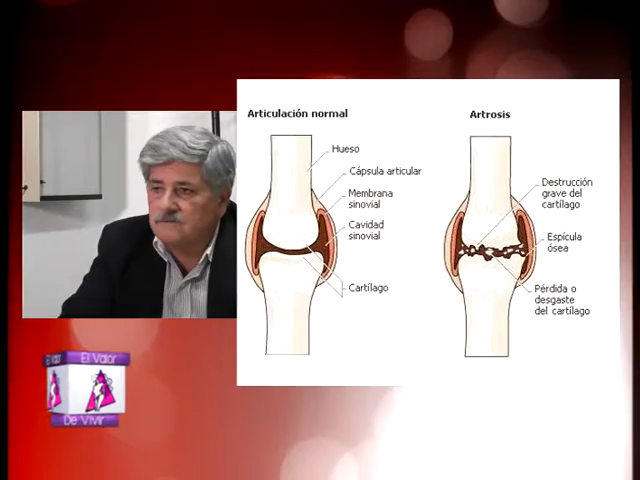 Articulación normal
Hueso
Cápsula articular
Membrana
sinovial
Cavidad
sinovial
Cartílago
Artrosis
Destrucción
grave del
cartílago
Espícula
ósea
Pérdida o
desgaste
del cartílago
El Valor
De Vivir